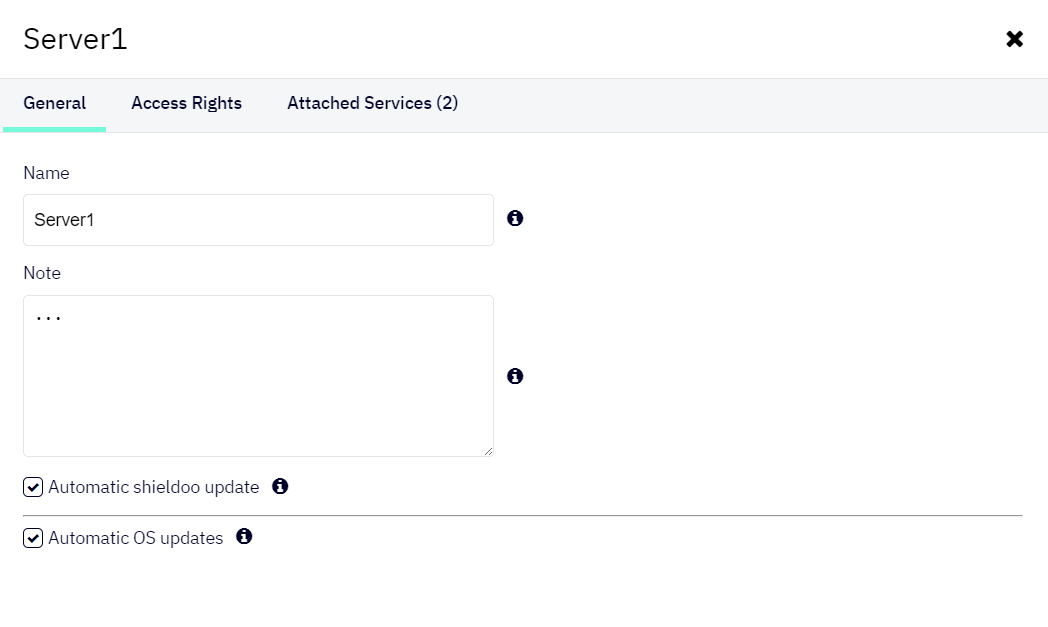 Server1
General Access Rights Attached Services (2)
Name
Server1
Note
...
Automatic shieldoo update
Automatic OS updates